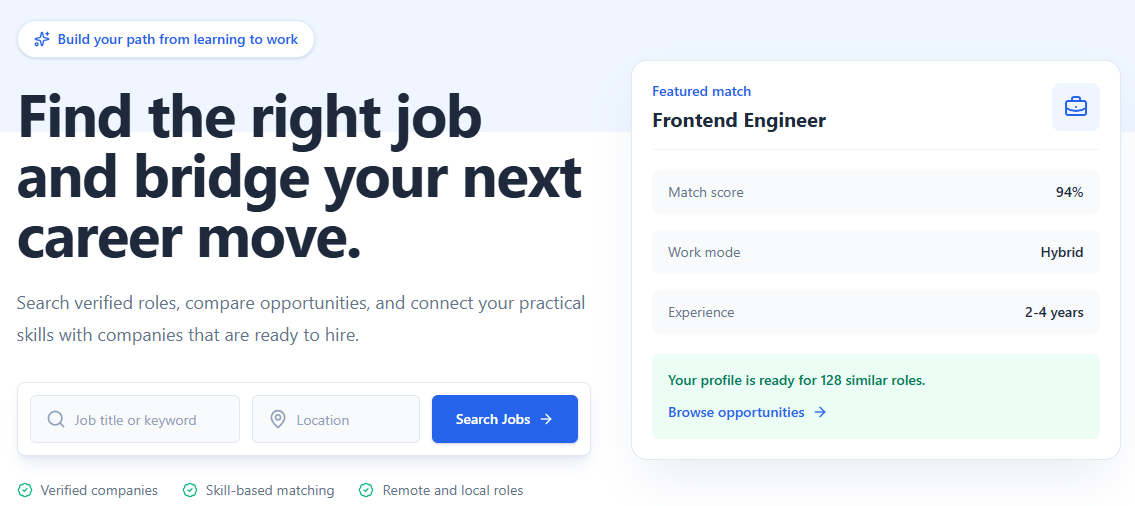 Build your path from learning to work
Find the right job
and bridge your next
career move.
Search verified roles, compare opportunities, and connect your practical
skills with companies that are ready to hire.
Job title or keyword
Location
Search Jobs
Verified companies
Skill-based matching
Remote and local roles
Featured match
Frontend Engineer
Match score
94%
Work mode
Hybrid
Experience
2-4 years
Your profile is ready for 128 similar roles.
Browse opportunities